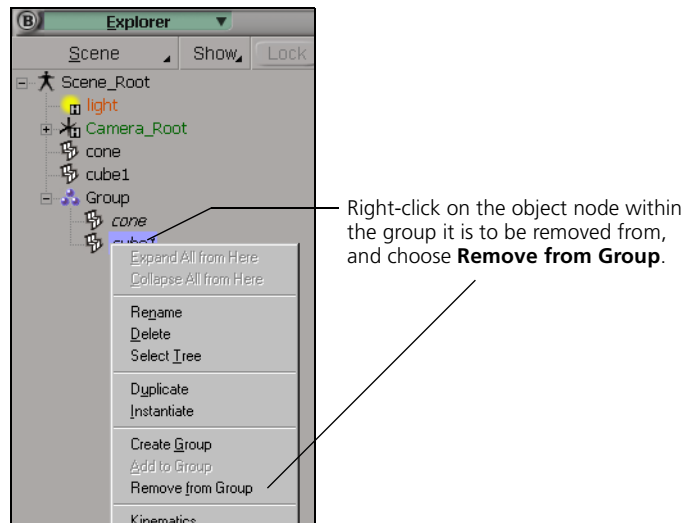 B Explorer
Scene Show Lock
Scene_Root
light
Camera_Root
cone
cube1
Group
cone
cube1
Right-click on the object node within
the group it is to be removed from,
and choose Remove from Group.
Expand All from Here
Collapse All from Here
Rename
Delete
Select Tree
Duplicate
Instantiate
Create Group
Add to Group
Remove from Group
Kinematics